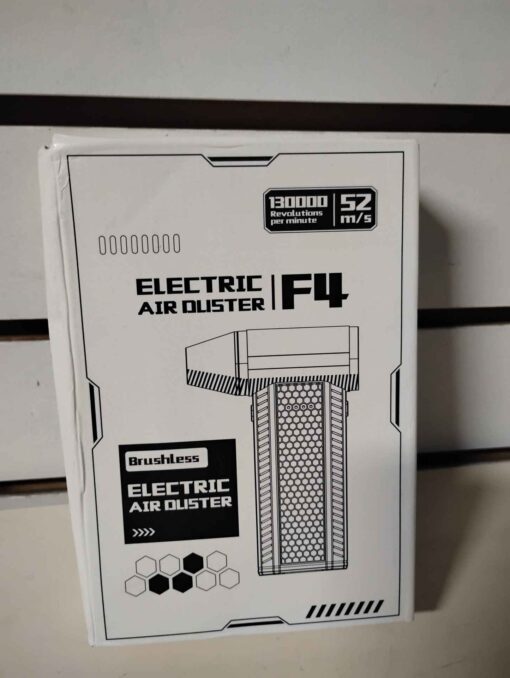 130000
Revolutions
per minute
52
m/s
ELECTRIC
AIR DUSTER
F4
Brushless
ELECTRIC
AIR DUSTER